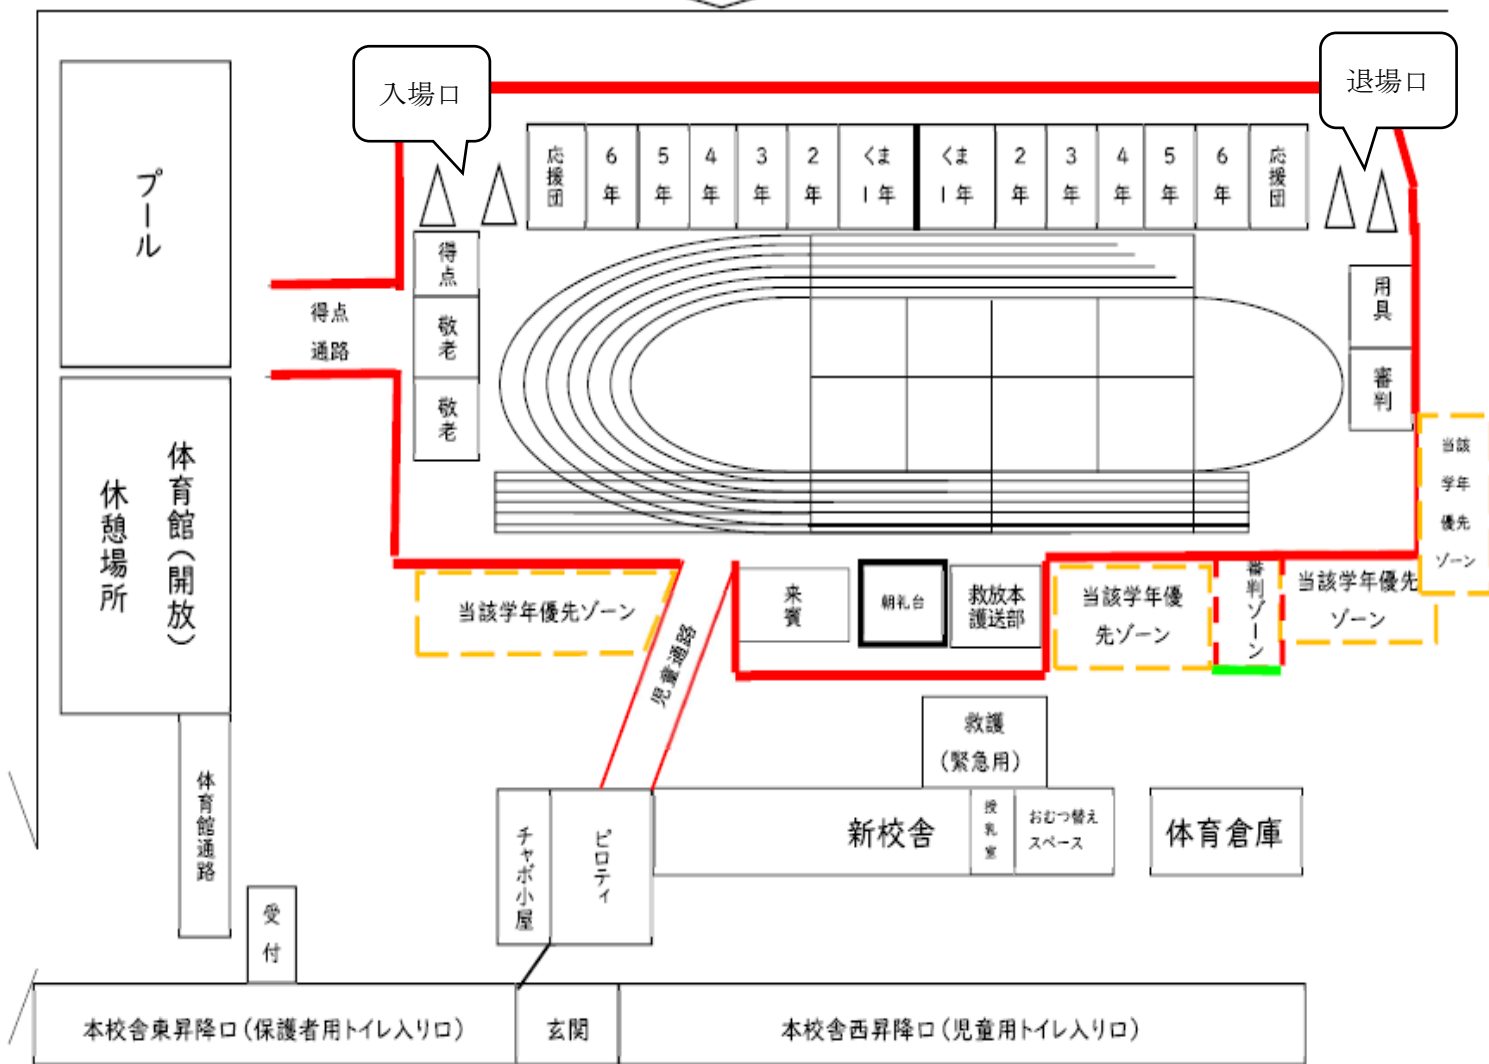 入場口
退場口
プール
応援団
6年
5年
4年
3年
2年
くま1年
くま1年
2年
3年
4年
5年
6年
応援団
得点
敬老
敬老
得点
通路
用具
審判
体育館(開放)
休憩場所
当該
学年
優先
ゾーン
当該学年優先ゾーン
児童通路
来賓
朝礼台
救放本
護送部
当該学年優
先ゾーン
審判ゾーン
当該学年優先
ゾーン
救護
(緊急用)
体育館通路
チャボ小屋
ピロティ
新校舎
授乳室
おむつ替え
スペース
体育倉庫
受付
本校舎東昇降口(保護者用トイレ入り口)
玄関
本校舎西昇降口(児童用トイレ入り口)